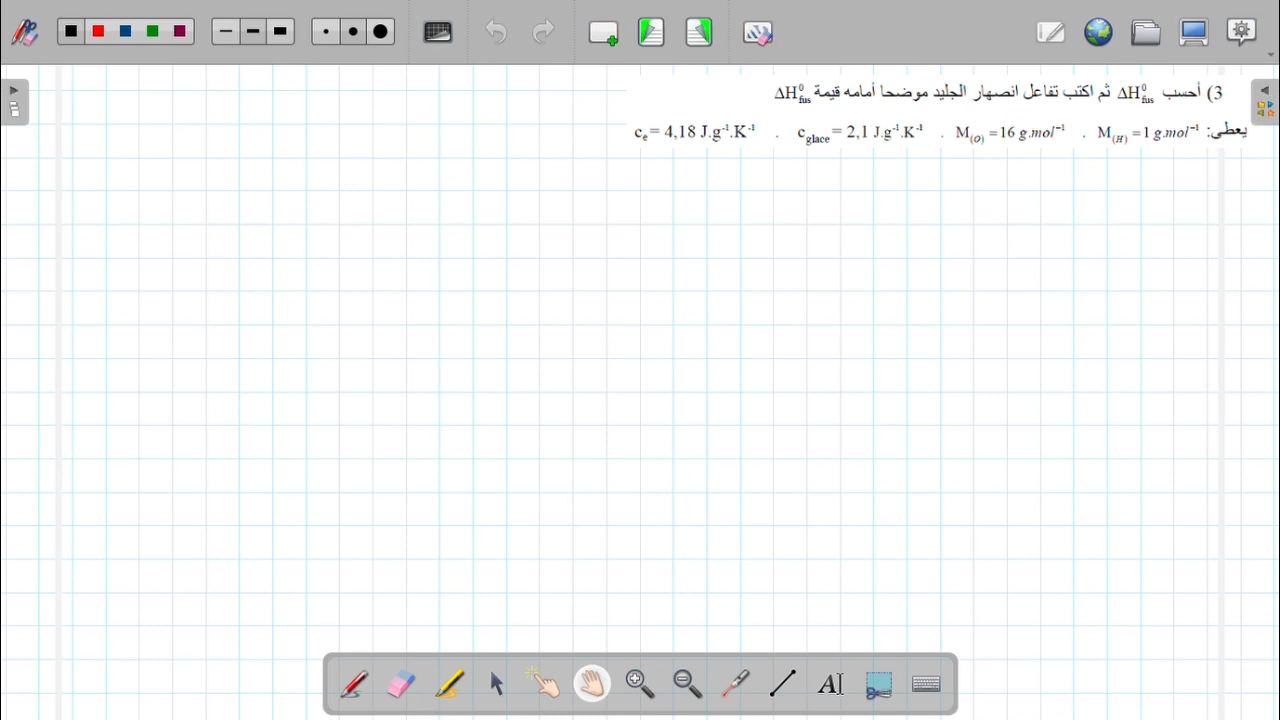 3) أحسب ΔH⁰fus ثم اكتب تفاعل انصهار الجليد موضحا أمامه قيمة ΔH⁰fus
يعطى: M(H) = 1 g.mol⁻¹ . M(O) = 16 g.mol⁻¹ . cglace = 2,1 J.g⁻¹.K⁻¹ . ce = 4,18 J.g⁻¹.K⁻¹